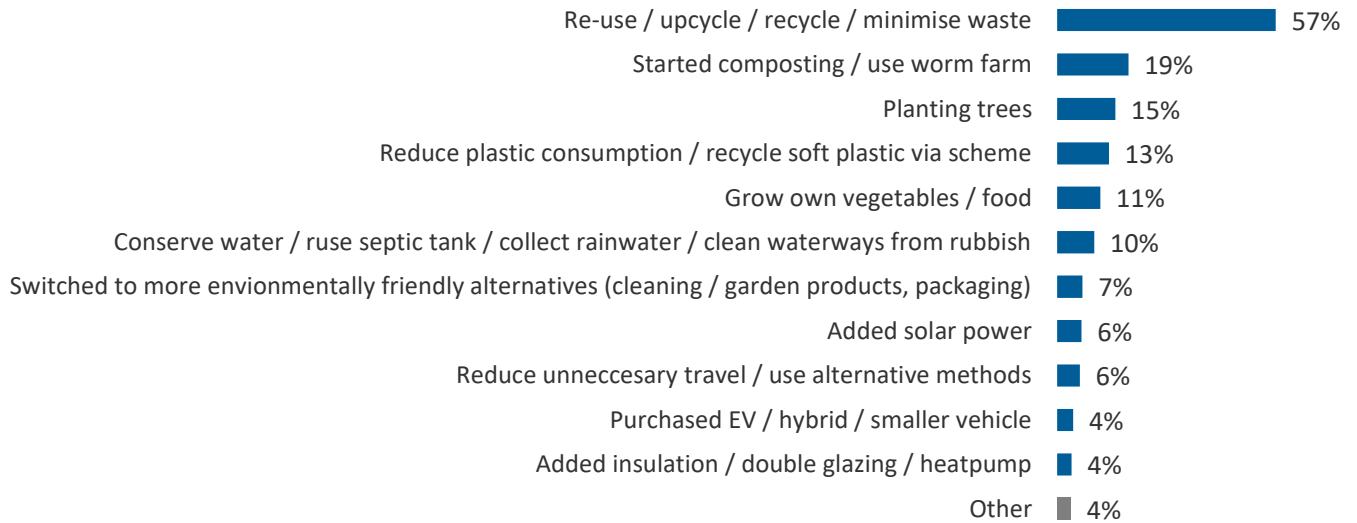 Re-use / upcycle / recycle / minimise waste 57%
Started composting / use worm farm 19%
Planting trees 15%
Reduce plastic consumption / recycle soft plastic via scheme 13%
Grow own vegetables / food 11%
Conserve water / ruse septic tank / collect rainwater / clean waterways from rubbish 10%
Switched to more envionmentally friendly alternatives (cleaning / garden products, packaging) 7%
Added solar power 6%
Reduce unneccesary travel / use alternative methods 6%
Purchased EV / hybrid / smaller vehicle 4%
Added insulation / double glazing / heatpump 4%
Other 4%